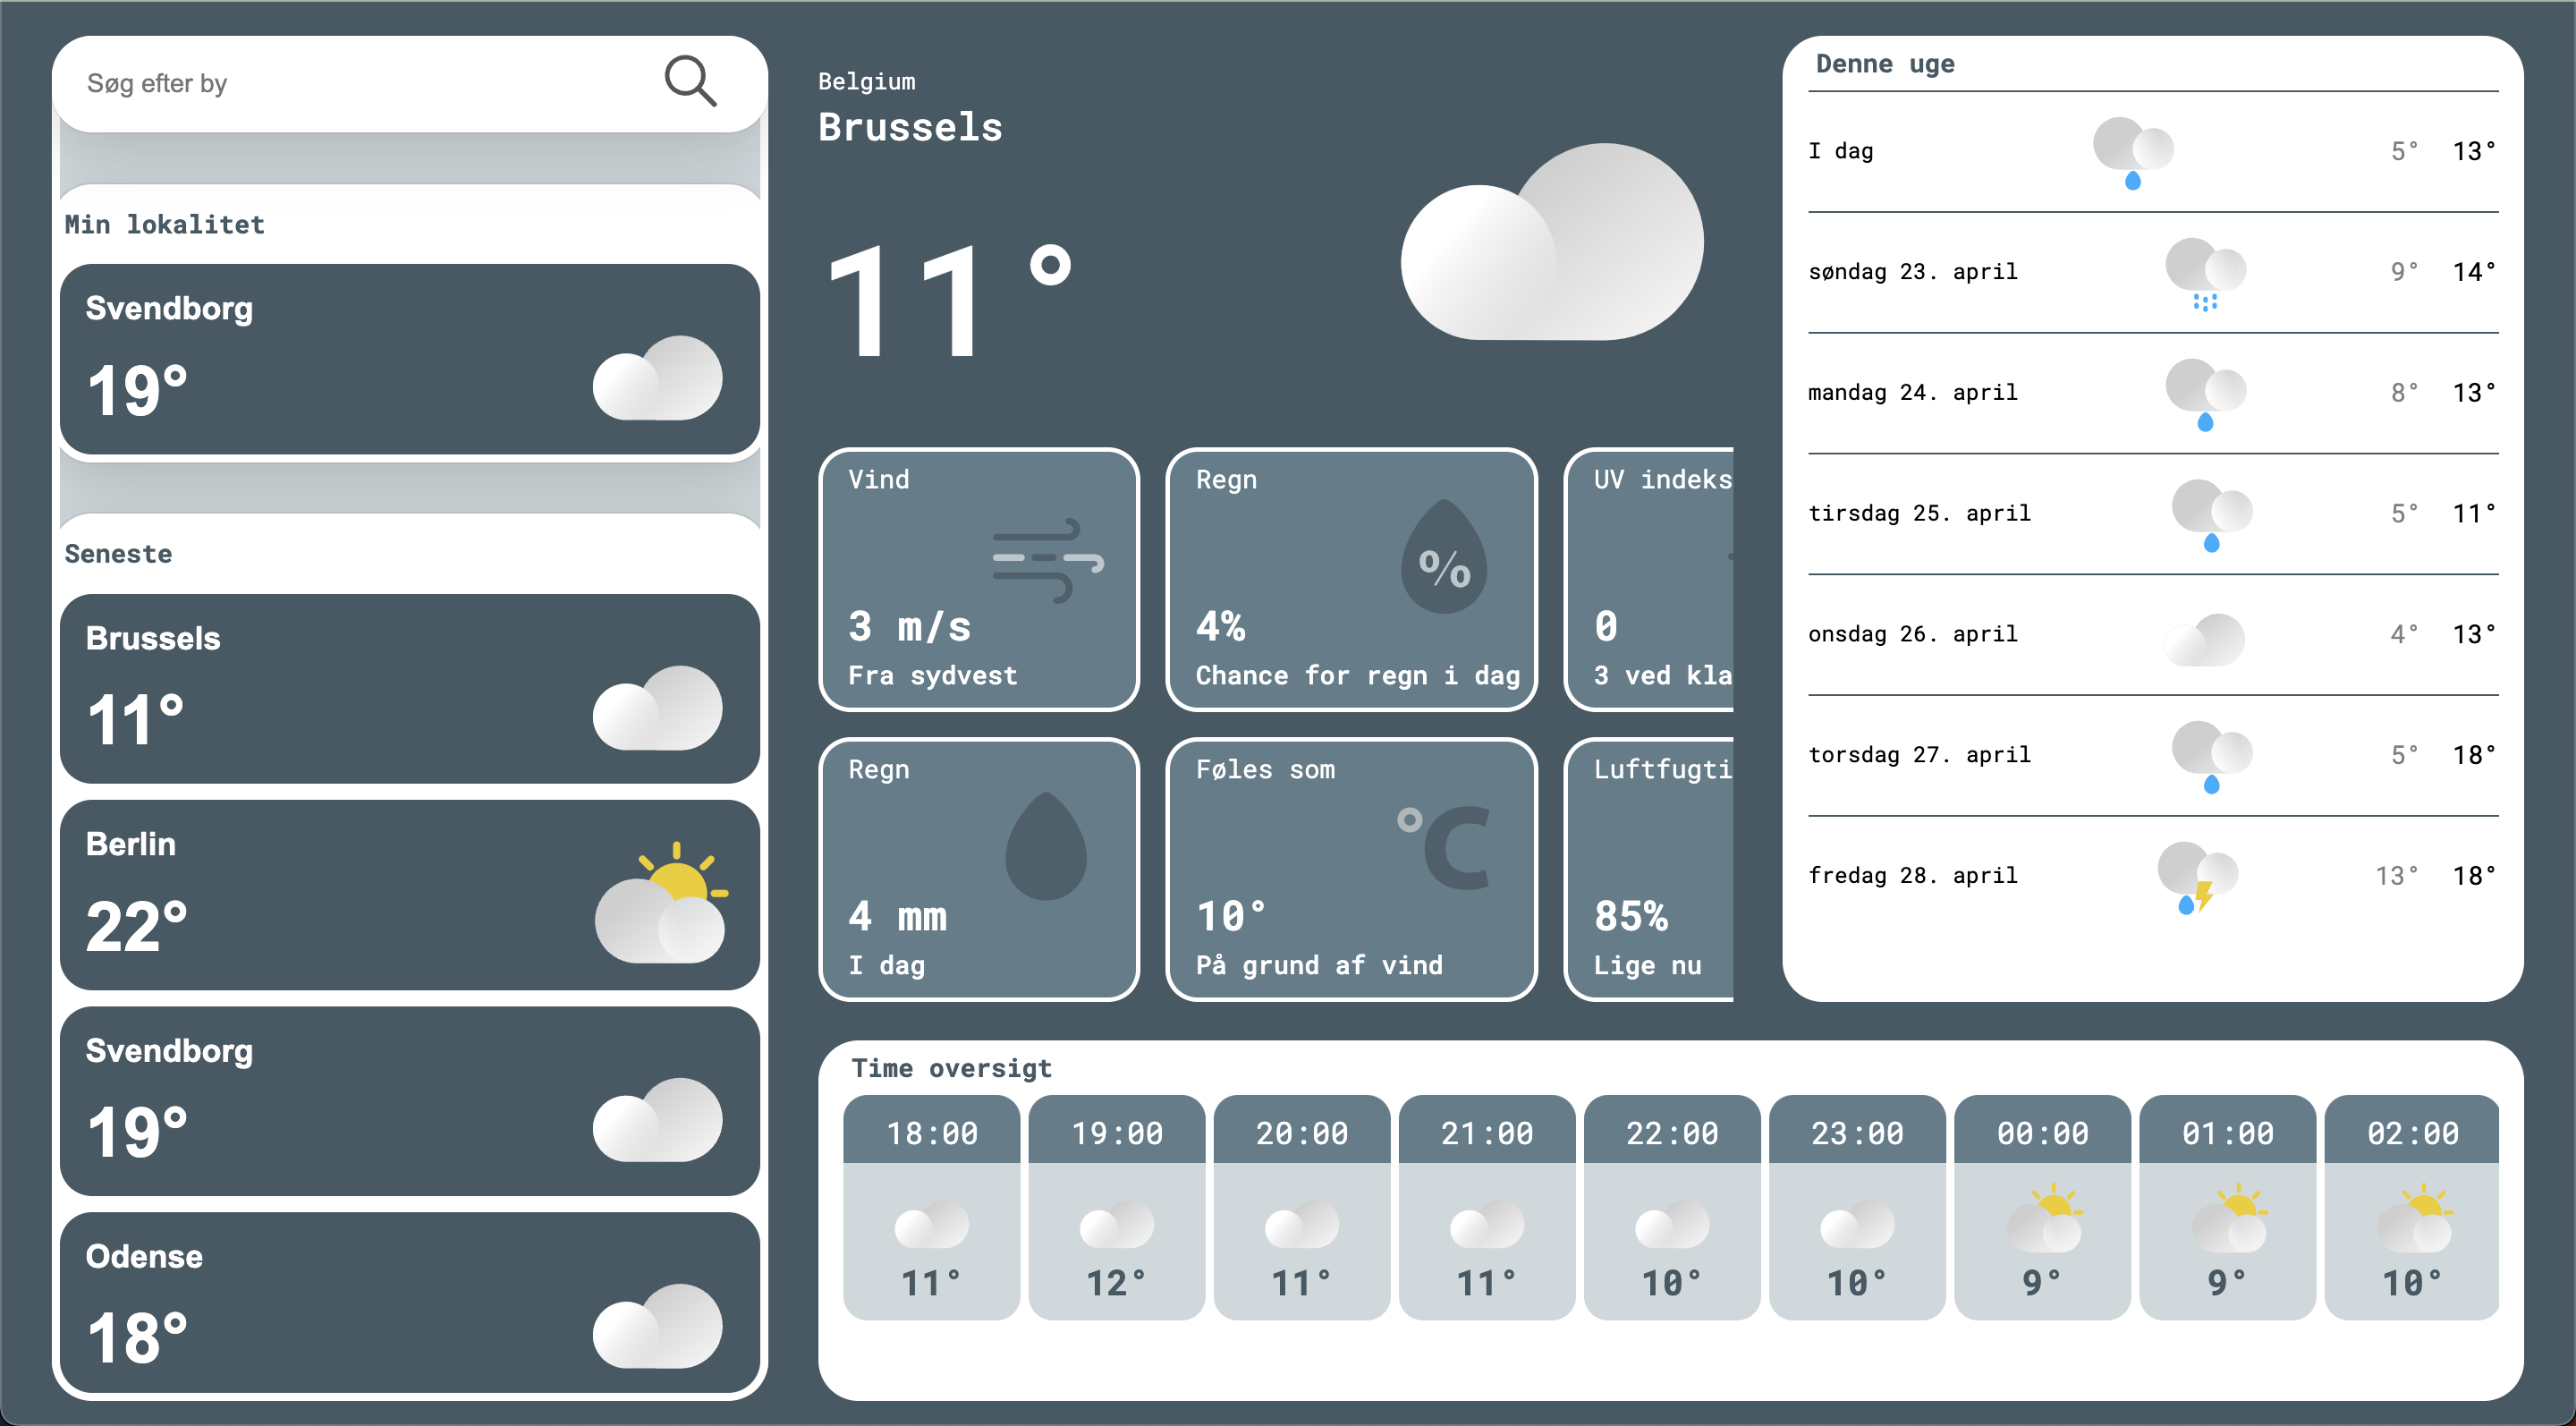 Søg efter by
Min lokalitet
Svendborg
19°
Seneste
Brussels
11°
Berlin
22°
Svendborg
19°
Odense
18°
Belgium
Brussels
11°
Vind
3 m/s
Fra sydvest
Regn
%
4%
Chance for regn i dag
UV indeks
0
3 ved kla
Regn
4 mm
I dag
Føles som
°C
10°
På grund af vind
Luftfugti
85%
Lige nu
Denne uge
I dag 5° 13°
søndag 23. april 9° 14°
mandag 24. april 8° 13°
tirsdag 25. april 5° 11°
onsdag 26. april 4° 13°
torsdag 27. april 5° 18°
fredag 28. april 13° 18°
Time oversigt
18:00 19:00 20:00 21:00 22:00 23:00 00:00 01:00 02:00
11° 12° 11° 11° 10° 10° 9° 9° 10°